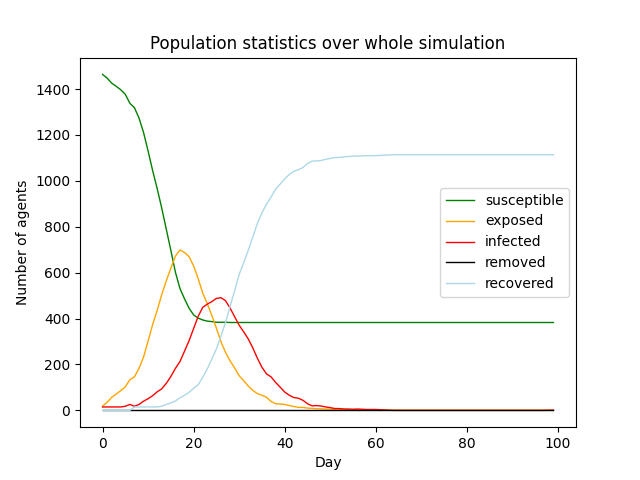 Population statistics over whole simulation
Number of agents
1400
1200
1000
800
600
400
200
0
0
20
40
60
80
100
Day
susceptible
exposed
infected
removed
recovered